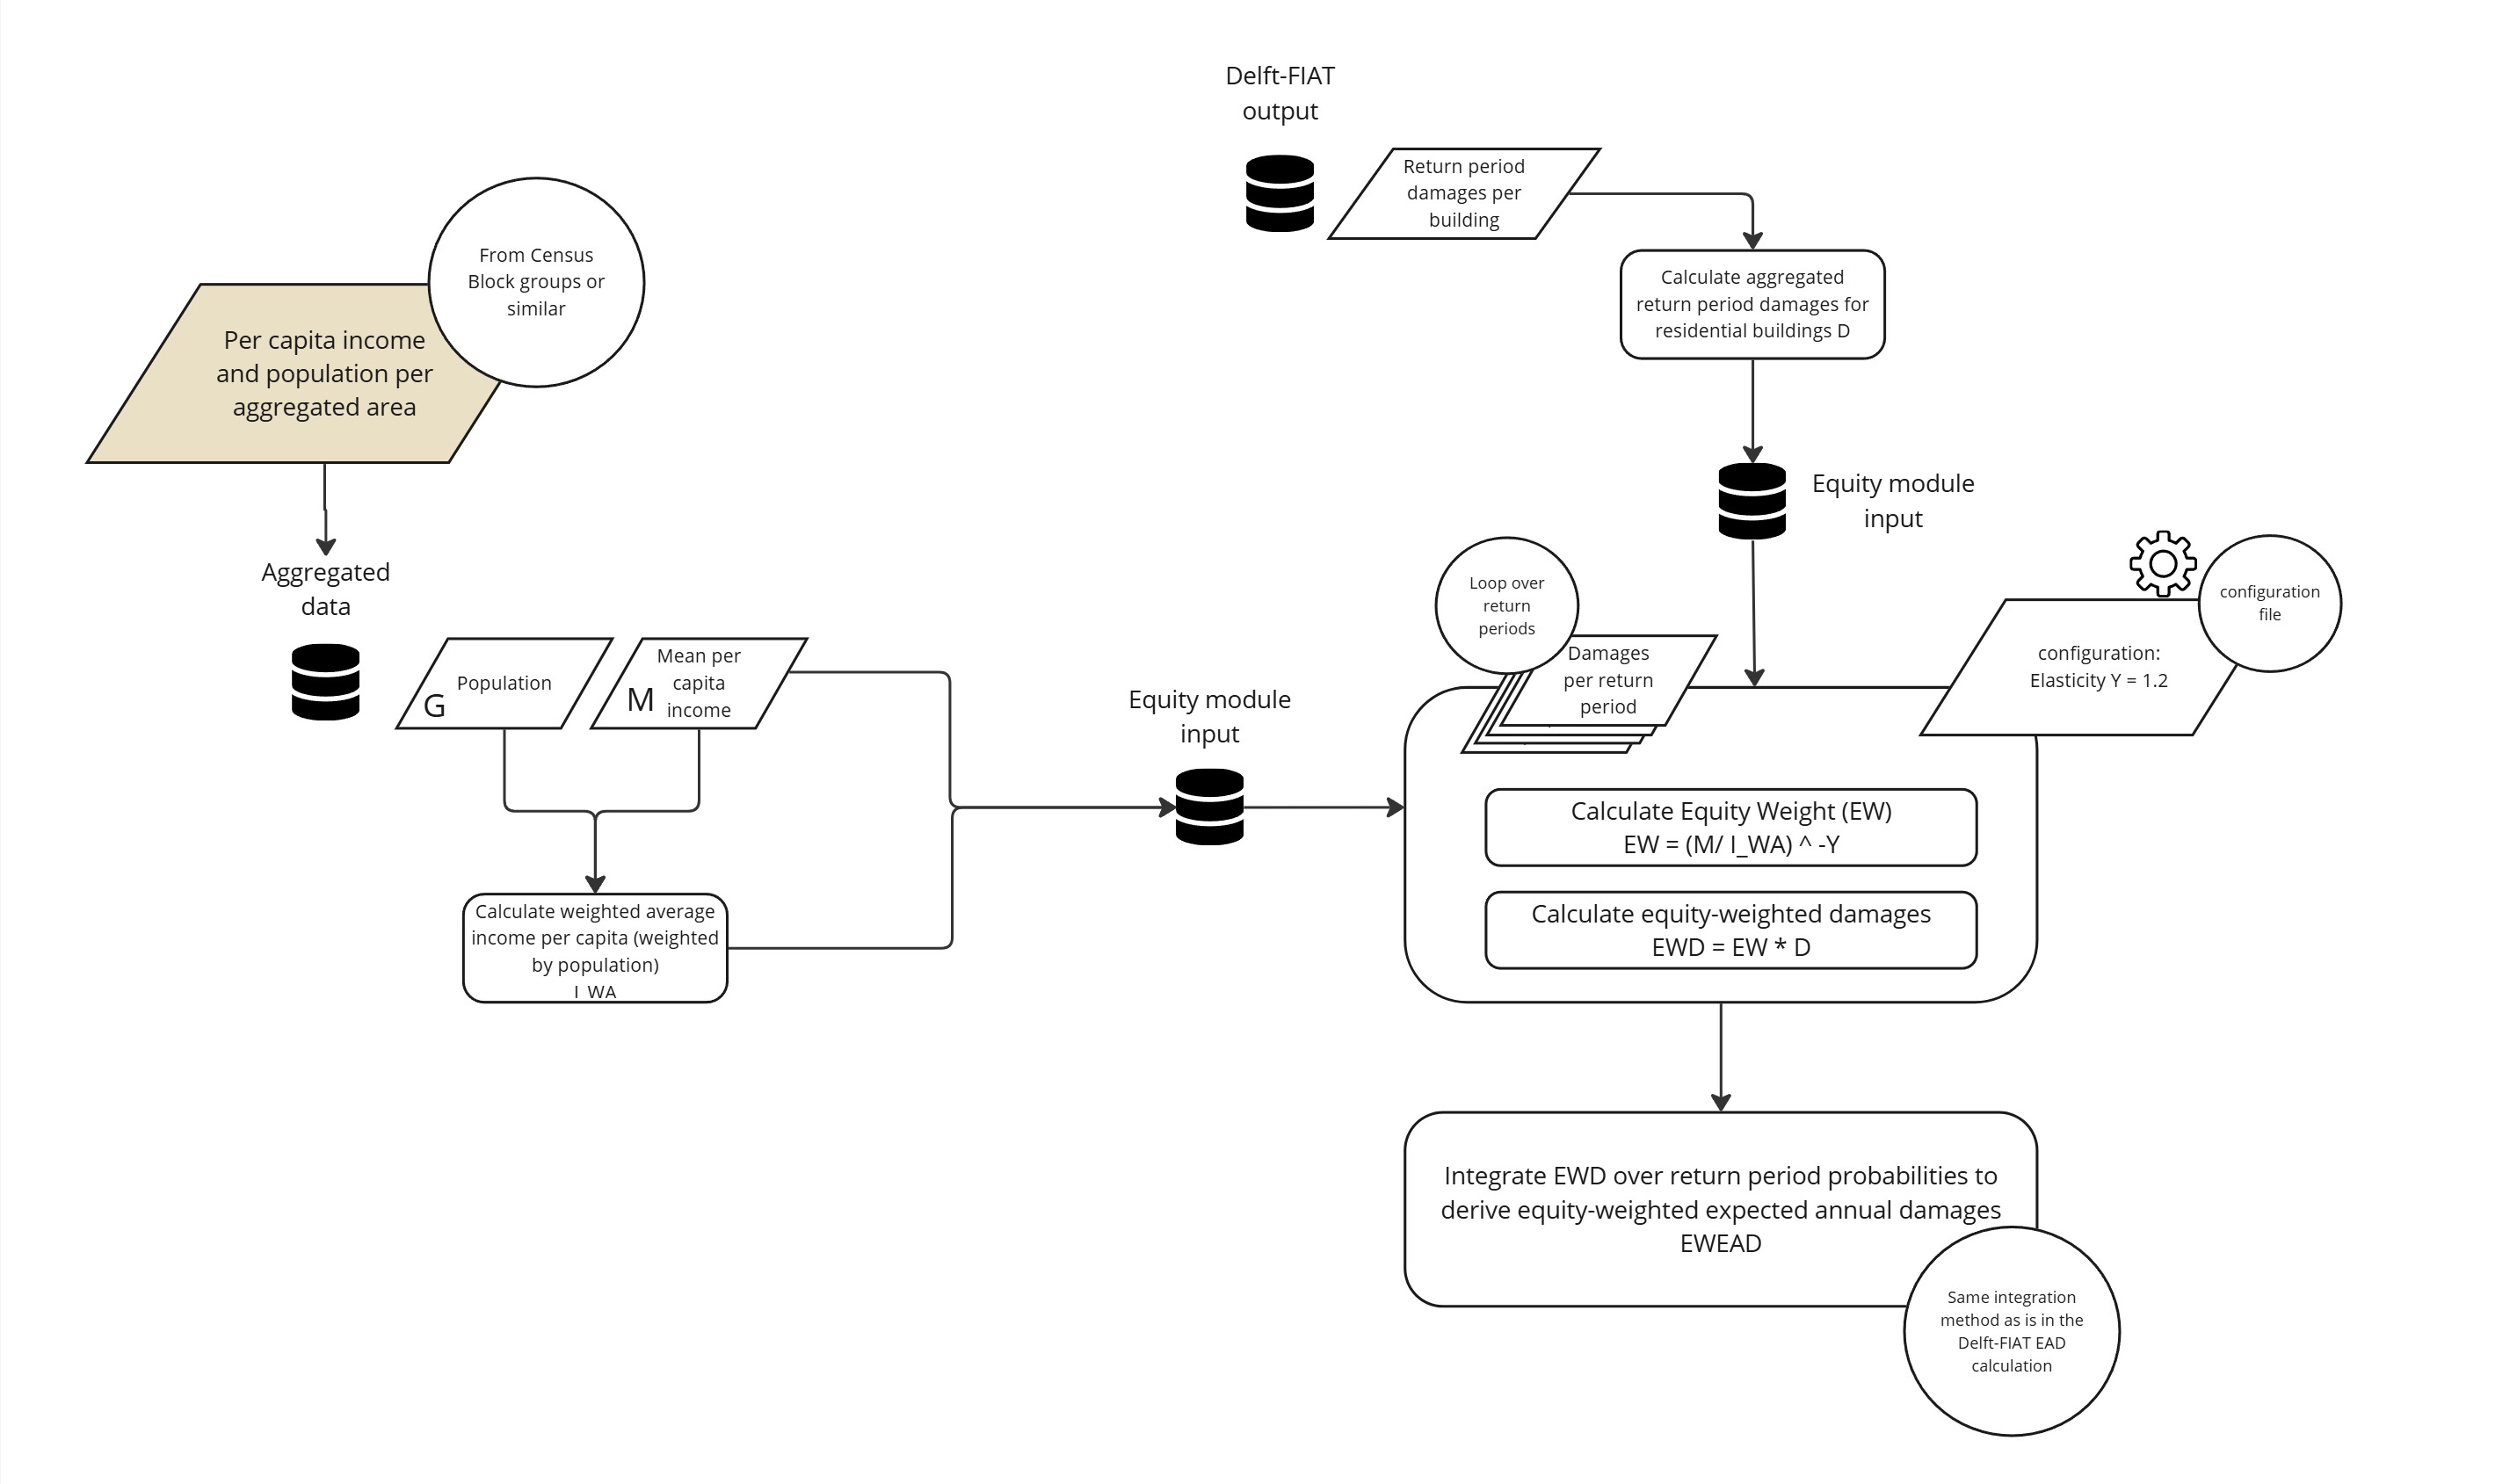 Delft-FIAT
output
Return period
damages per
building
Calculate aggregated
return period damages for
residential buildings D
From Census
Block groups or
similar
Per capita income
and population per
aggregated area
Aggregated
data
G
Population
M
Mean per
capita
income
Calculate weighted average
income per capita (weighted
by population)
I_WA
Equity module
input
Equity module
input
Loop over
return
periods
Damages
per return
period
configuration
file
configuration:
Elasticity Y = 1.2
Calculate Equity Weight (EW)
EW = (M/ I_WA) ^ -Y
Calculate equity-weighted damages
EWD = EW * D
Integrate EWD over return period probabilities to
derive equity-weighted expected annual damages
EWEAD
Same integration
method as is in the
Delft-FIAT EAD
calculation